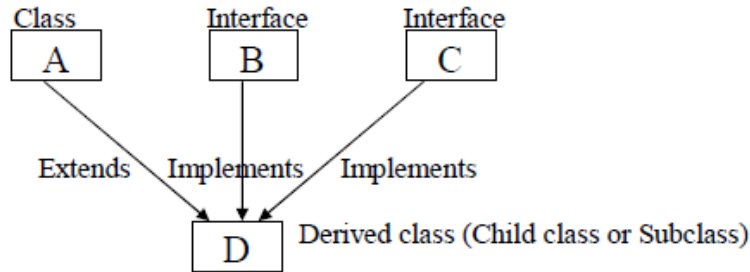 Class Interface Interface
A B C
Extends Implements Implements
D Derived class (Child class or Subclass)